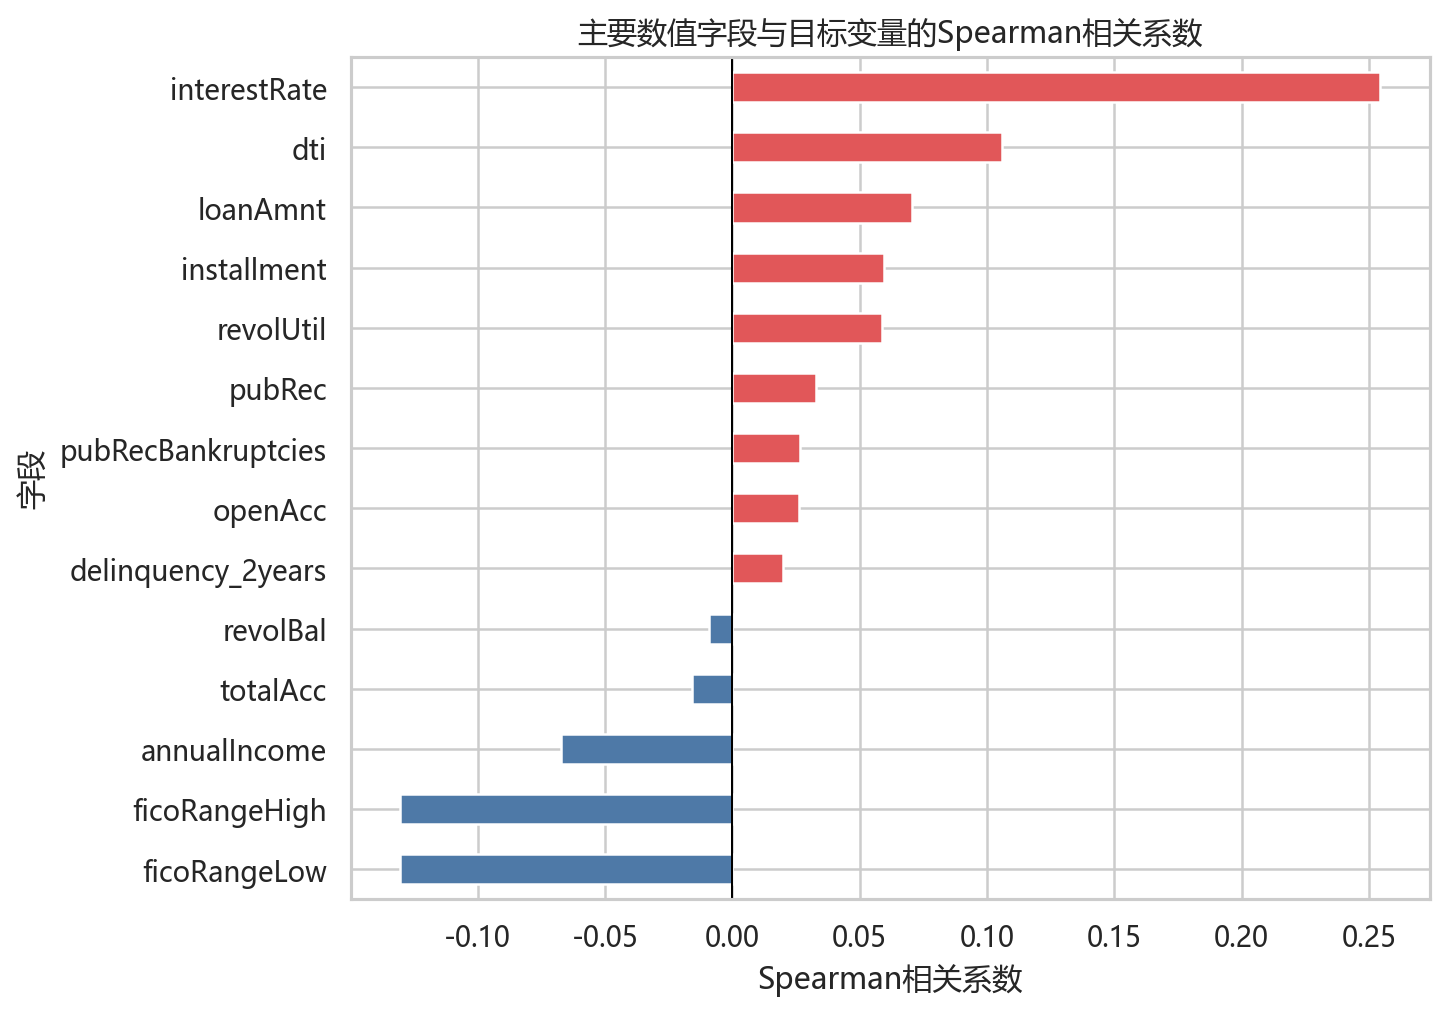 主要数值字段与目标变量的Spearman相关系数
字段
interestRate
dti
loanAmnt
installment
revolUtil
pubRec
pubRecBankruptcies
openAcc
delinquency_2years
revolBal
totalAcc
annualIncome
ficoRangeHigh
ficoRangeLow
-0.10 -0.05 0.00 0.05 0.10 0.15 0.20 0.25
Spearman相关系数